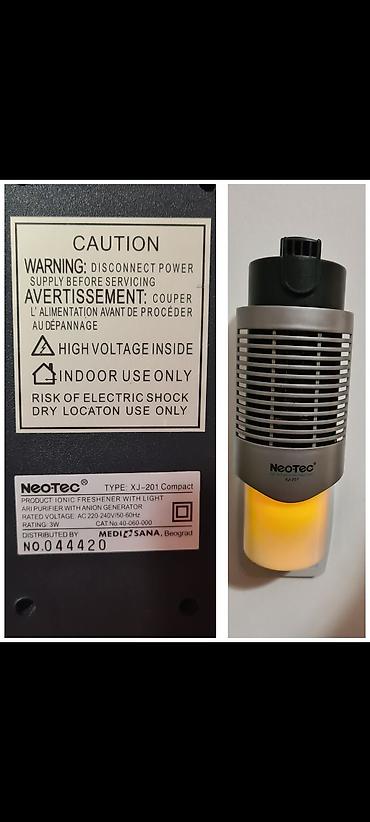 CAUTION
WARNING: DISCONNECT POWER
SUPPLY BEFORE SERVICING
AVERTISSEMENT: COUPER
L' ALIMENTATION AVANT DE PROCÉDER
AU DÉPANNAGE
HIGH VOLTAGE INSIDE
INDOOR USE ONLY
RISK OF ELECTRIC SHOCK
DRY LOCATON USE ONLY
NEOTEC® TYPE: XJ-201 Compact
PRODUCT: IONIC FRESHENER WITH LIGHT
ARI PURIFIER WITH ANION GENERATOR
RATED VOLTAGE: AC 220-240V/50-60Hz
RATING: 3W CAT No. 40-060-000
DISTRIBUTED BY MEDISANA, Beograd
NO.044420
NEOTEC®
XJ-201